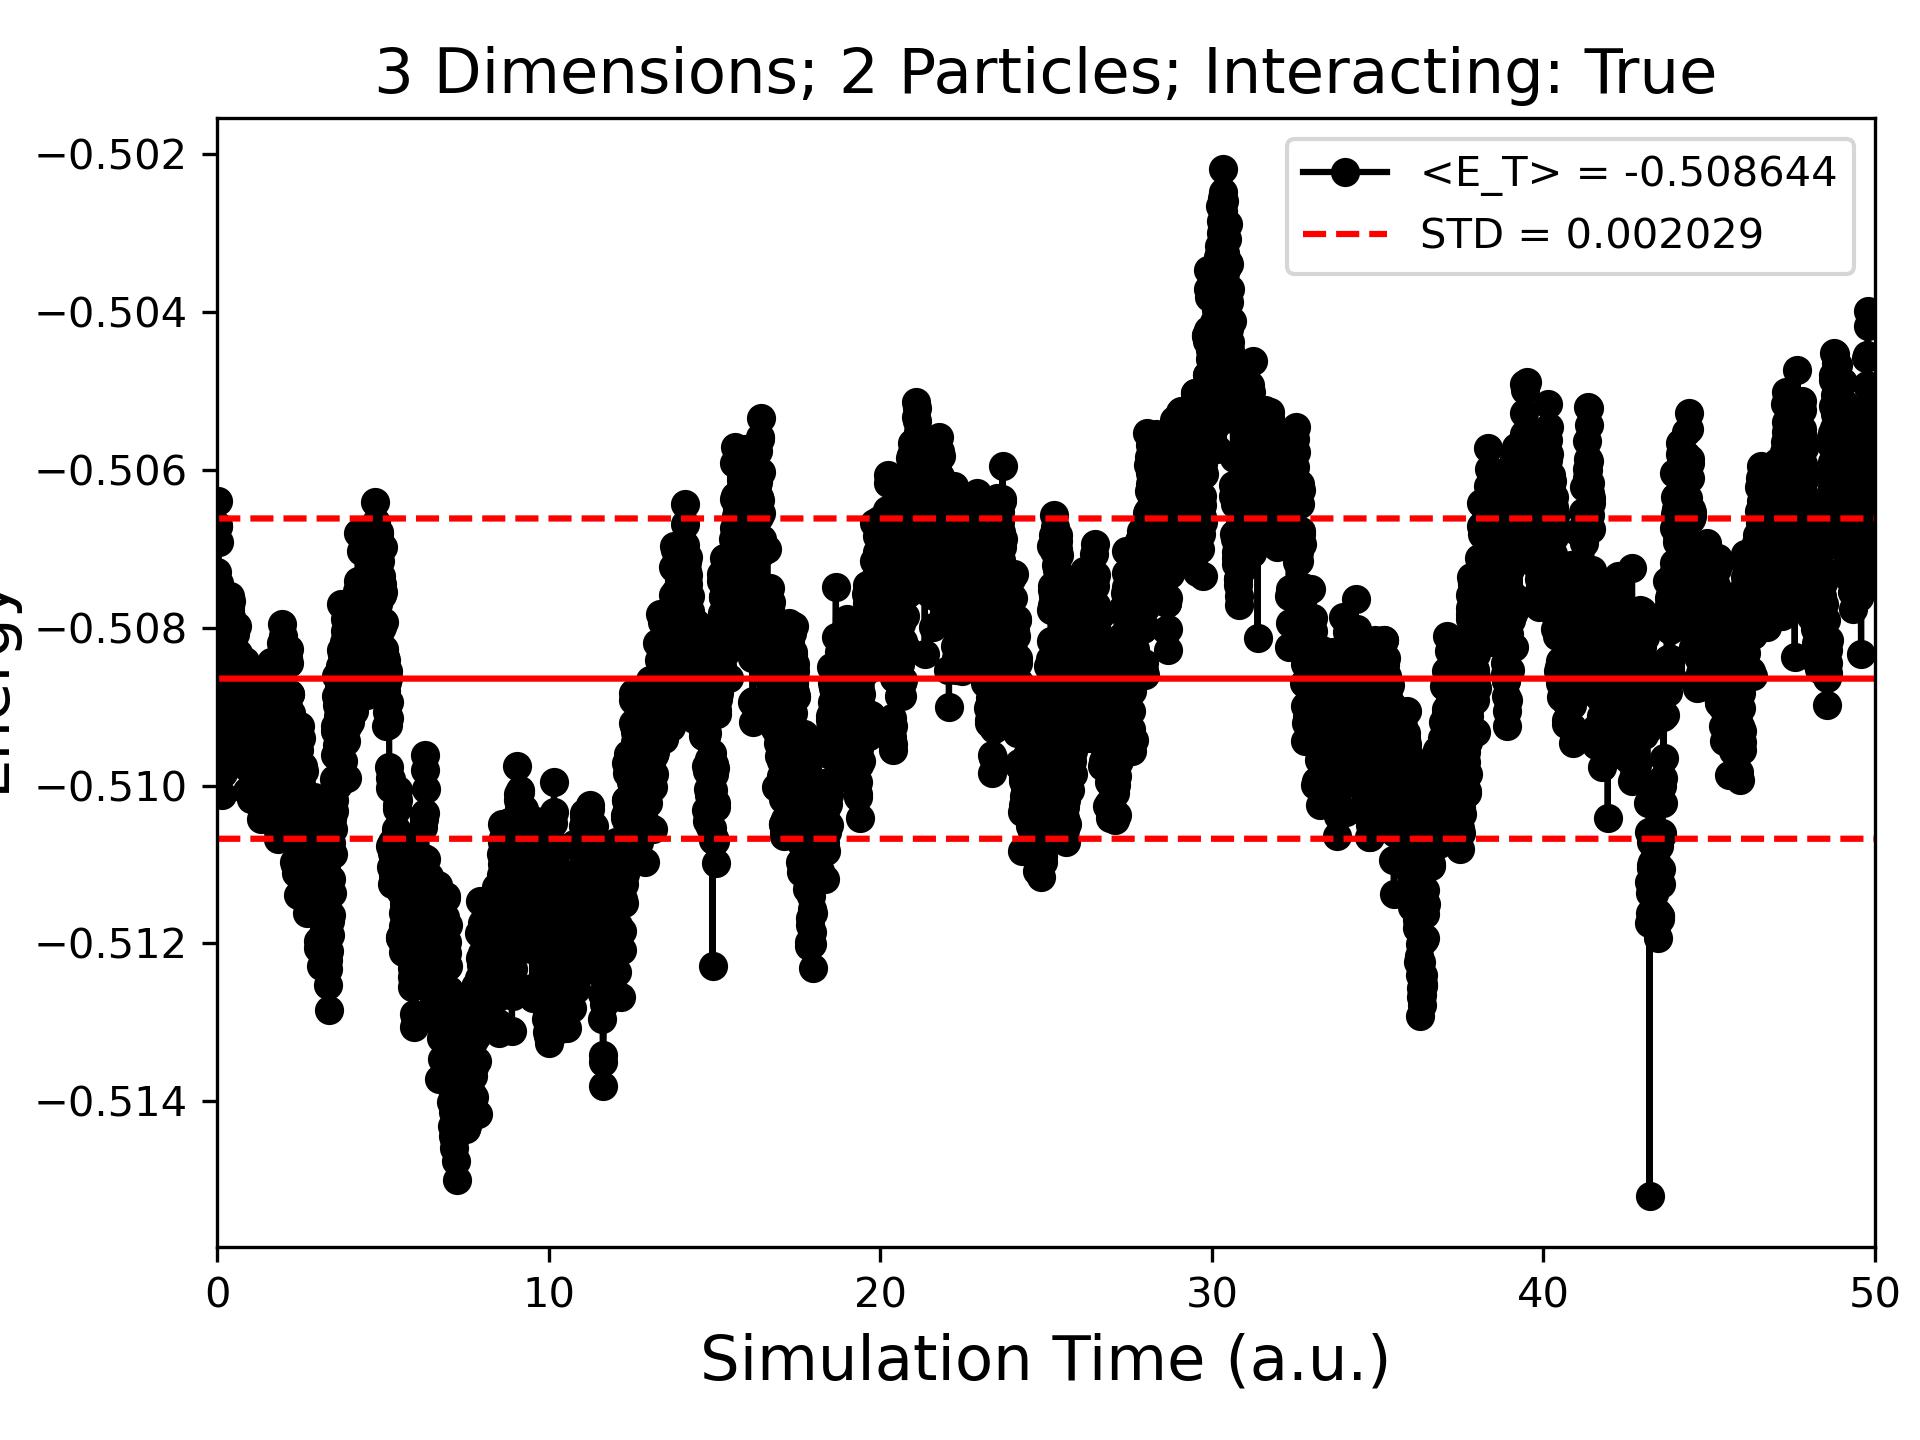 3 Dimensions; 2 Particles; Interacting: True
<E_T> = -0.508644
STD = 0.002029
−0.502
−0.504
−0.506
−0.508
−0.510
−0.512
−0.514
Energy
0 10 20 30 40 50
Simulation Time (a.u.)